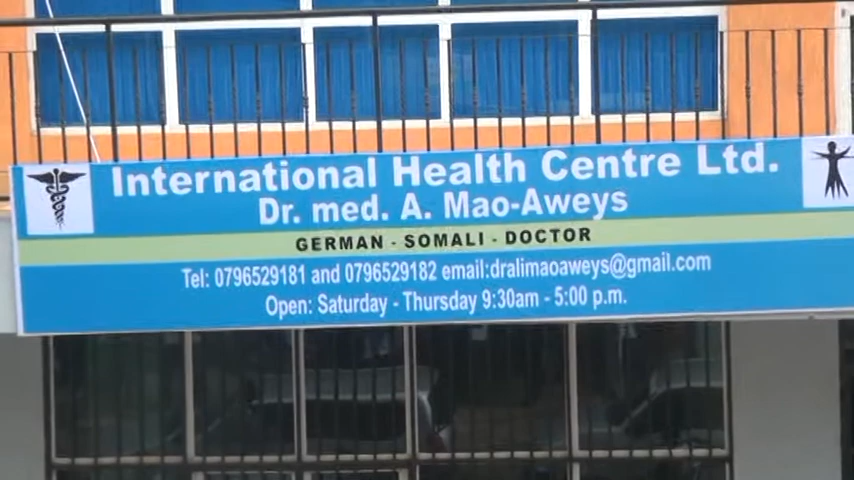 International Health Centre Ltd.
Dr. med. A. Mao-Aweys
GERMAN - SOMALI - DOCTOR
Tel: 0796529181 and 0796529182 email:dralimaoaweys@gmail.com
Open: Saturday - Thursday 9:30am - 5:00 p.m.